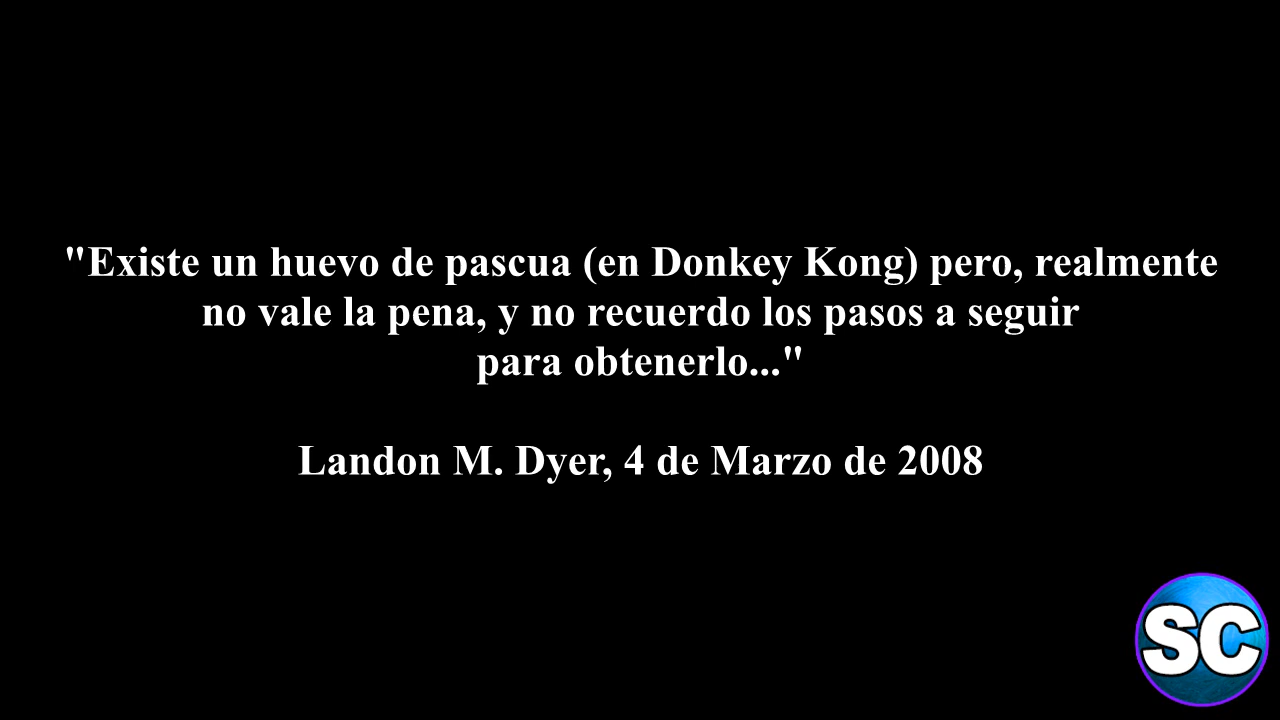 "Existe un huevo de pascua (en Donkey Kong) pero, realmente
no vale la pena, y no recuerdo los pasos a seguir
para obtenerlo..."
Landon M. Dyer, 4 de Marzo de 2008
SC